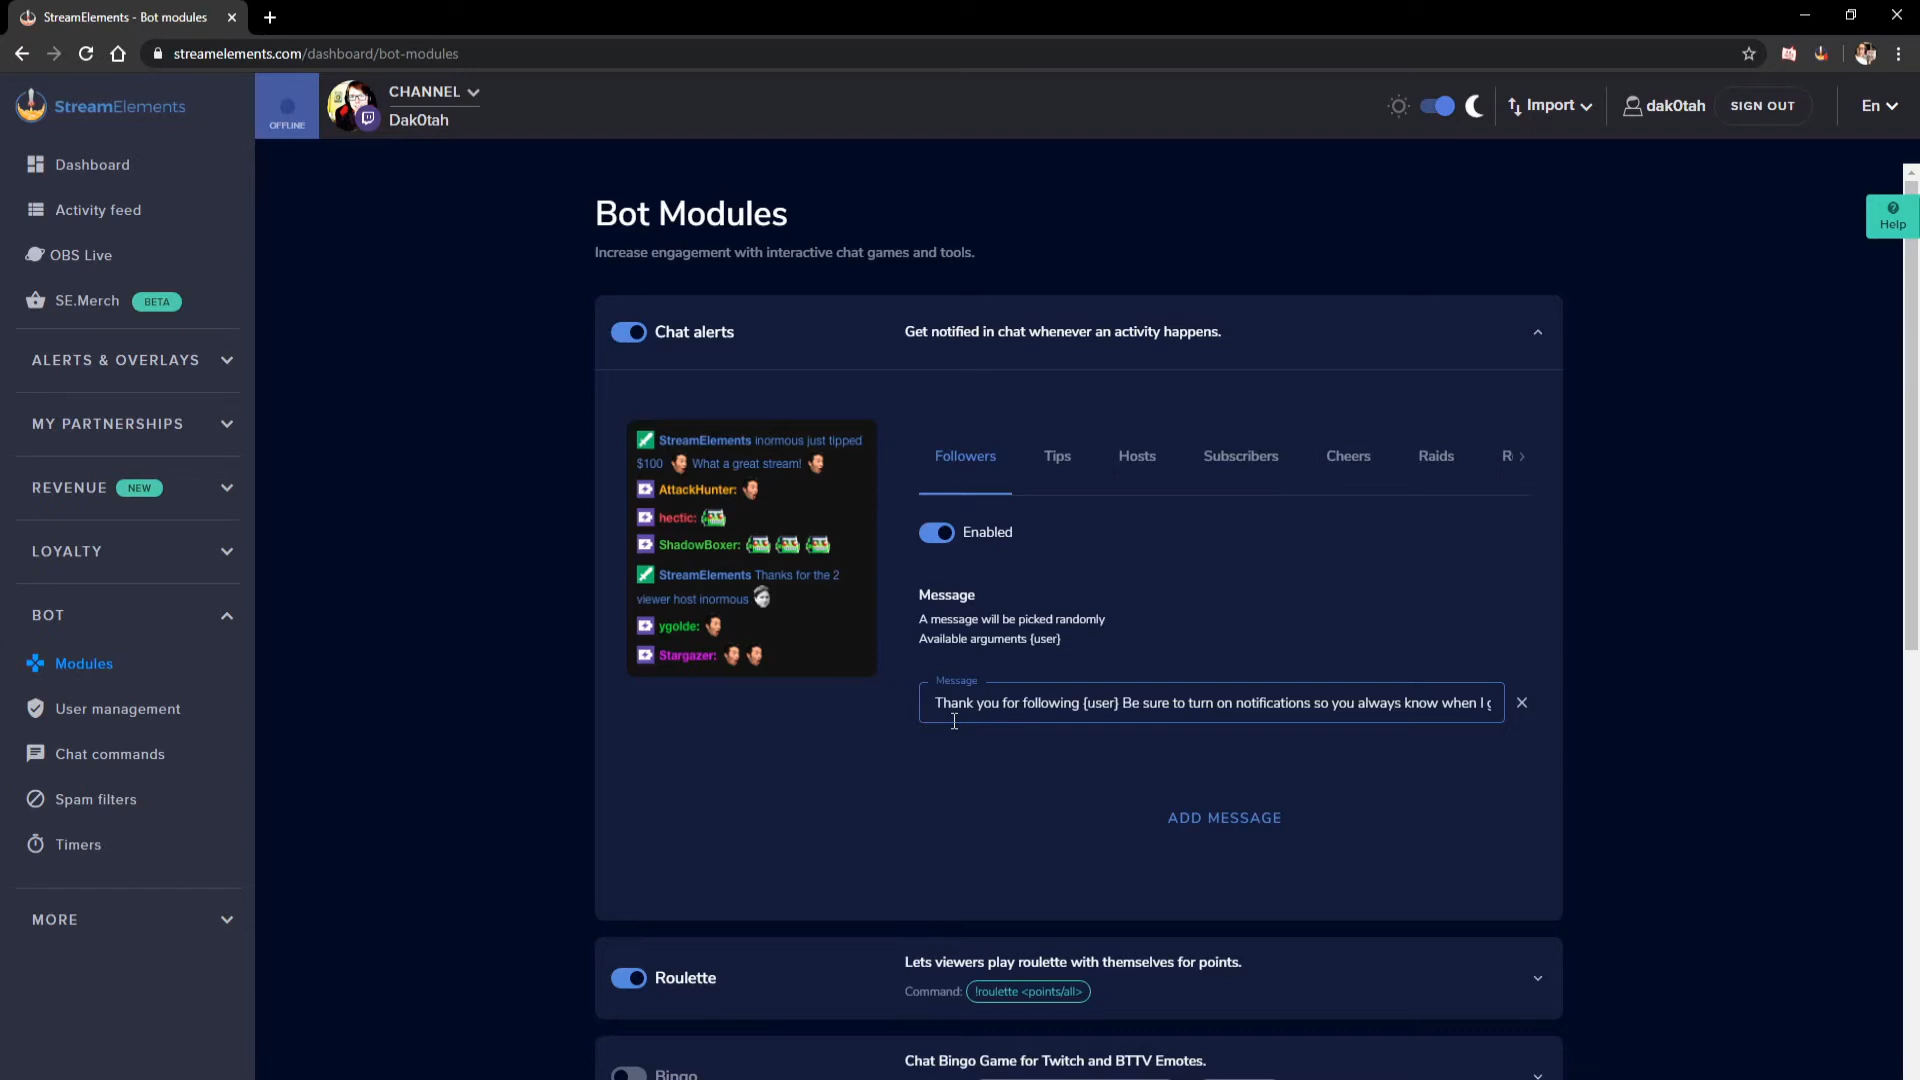 StreamElements - Bot modules
streamelements.com/dashboard/bot-modules
StreamElements
OFFLINE
CHANNEL
Dak0tah
Import
dak0tah
SIGN OUT
En
Dashboard
Activity feed
OBS Live
SE.Merch BETA
ALERTS & OVERLAYS
MY PARTNERSHIPS
REVENUE NEW
LOYALTY
BOT
Modules
User management
Chat commands
Spam filters
Timers
MORE
Help
Bot Modules
Increase engagement with interactive chat games and tools.
Chat alerts
Get notified in chat whenever an activity happens.
StreamElements inormous just tipped
$100 What a great stream!
AttackHunter:
hectic:
ShadowBoxer:
StreamElements Thanks for the 2
viewer host inormous
ygolde:
Stargazer:
Followers Tips Hosts Subscribers Cheers Raids
Enabled
Message
A message will be picked randomly
Available arguments {user}
Message
Thank you for following {user} Be sure to turn on notifications so you always know when I
ADD MESSAGE
Roulette
Lets viewers play roulette with themselves for points.
Command: !roulette <points/all>
Bingo
Chat Bingo Game for Twitch and BTTV Emotes.